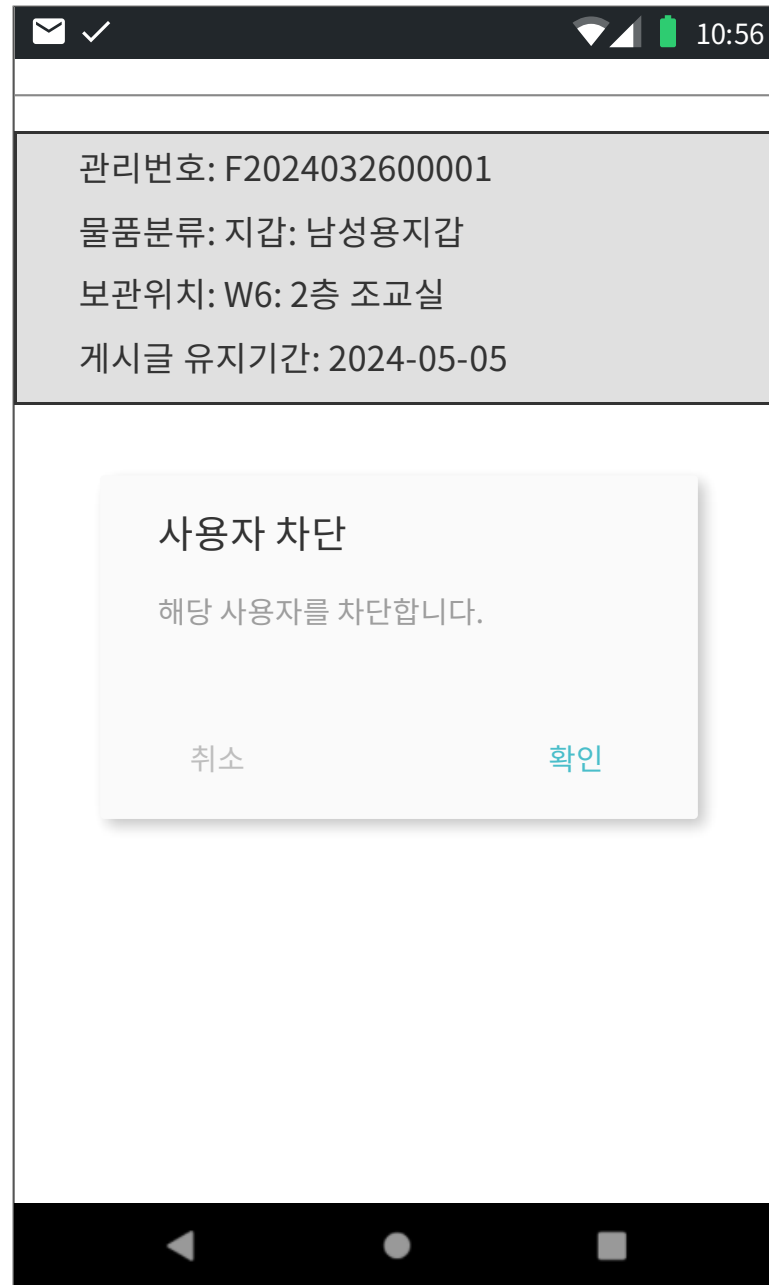 10:56
관리번호: F2024032600001
물품분류: 지갑: 남성용지갑
보관위치: W6: 2층 조교실
게시글 유지기간: 2024-05-05
사용자 차단
해당 사용자를 차단합니다.
취소 확인